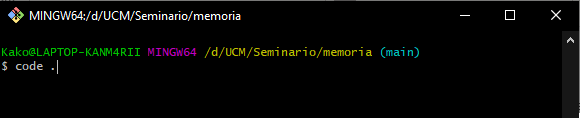 MINGW64:/d/UCM/Seminario/memoria
Kako@LAPTOP-KANM4RII MINGW64 /d/UCM/Seminario/memoria (main)
$ code .